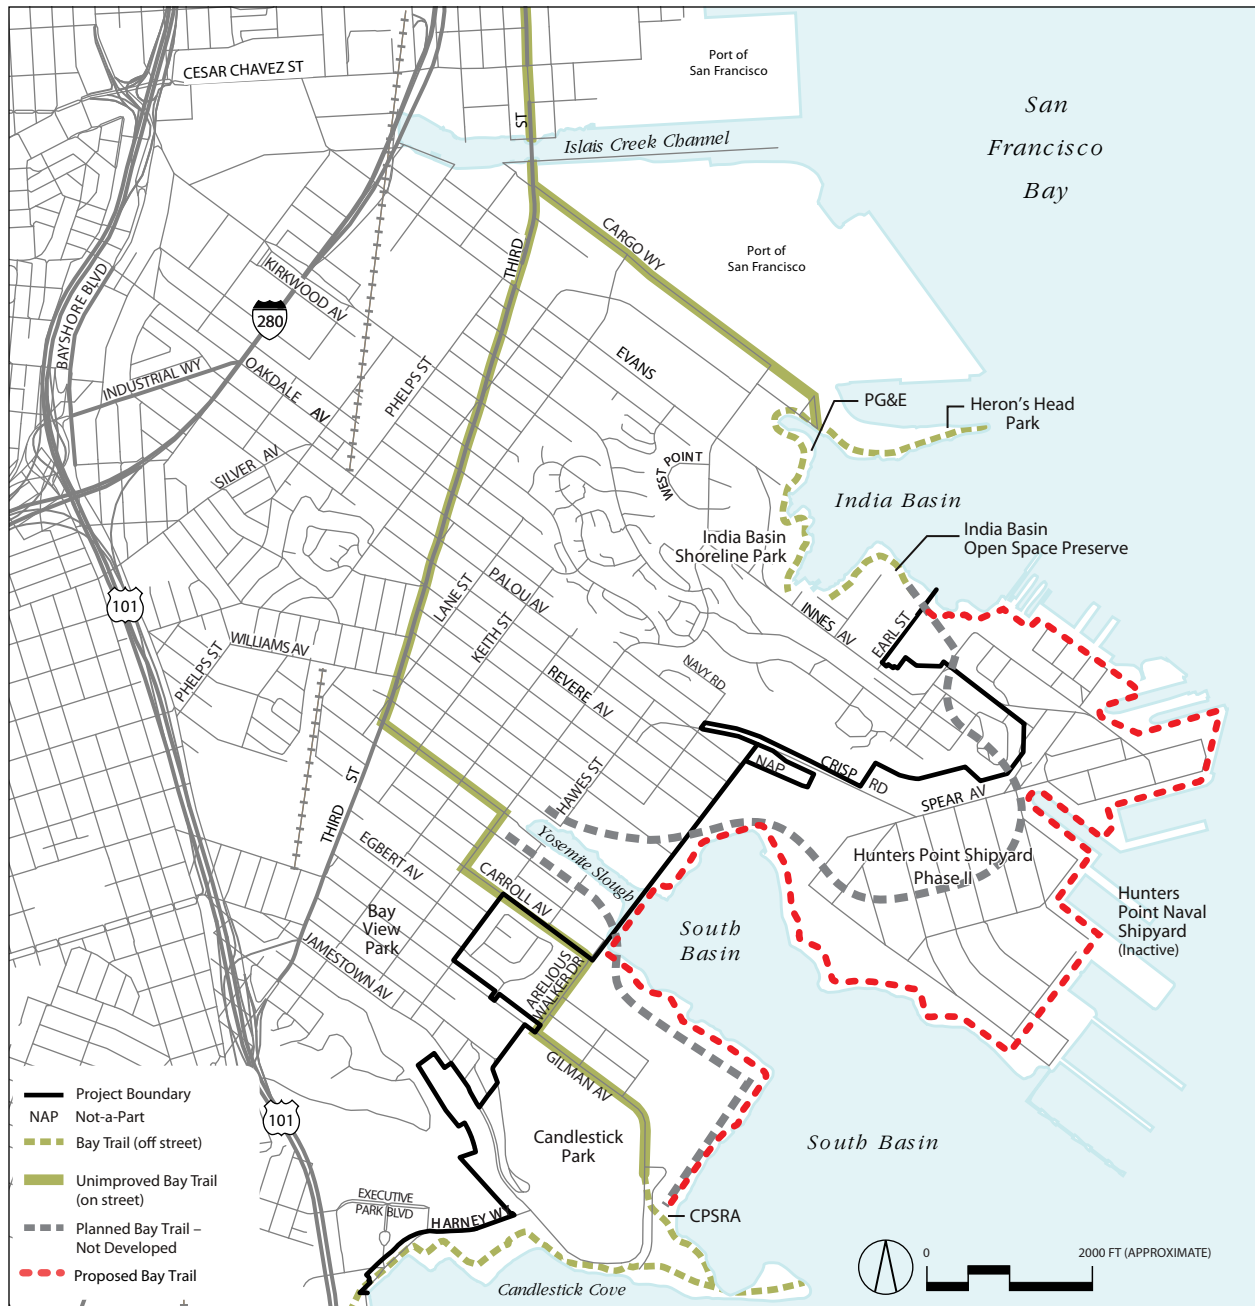 CESAR CHAVEZ ST
Port of
San Francisco
San
Francisco
Bay
ST
Islais Creek Channel
CARGO WY
THIRD
Port of
San Francisco
KIRKWOOD AV
280
BAYSHORE BLVD
INDUSTRIAL WY
OAKDALE AV
PHELPS ST
EVANS
PG&E
Heron's Head
Park
SILVER AV
WEST POINT
India Basin
India Basin
Shoreline Park
India Basin
Open Space Preserve
101
LANE ST
PALOU AV
KEITH ST
INNES AV
EARL ST
WILLIAMS AV
PHELPS ST
REVERE AV
NAVY RD
HAWES ST
NAP
CRISP RD
SPEAR AV
THIRD ST
EGBERT AV
Yosemite Slough
Hunters Point Shipyard
Phase II
CARROLL AV
Bay
View
Park
South
Basin
Hunters
Point Naval
Shipyard
(Inactive)
JAMESTOWN AV
ARELIOUS
WALKER DR
GILMAN AV
101
Candlestick
Park
South Basin
EXECUTIVE
PARK BLVD
HARNEY WY
CPSRA
Candlestick Cove
Project Boundary
NAP Not-a-Part
Bay Trail (off street)
Unimproved Bay Trail
(on street)
Planned Bay Trail –
Not Developed
Proposed Bay Trail
0
2000 FT (APPROXIMATE)